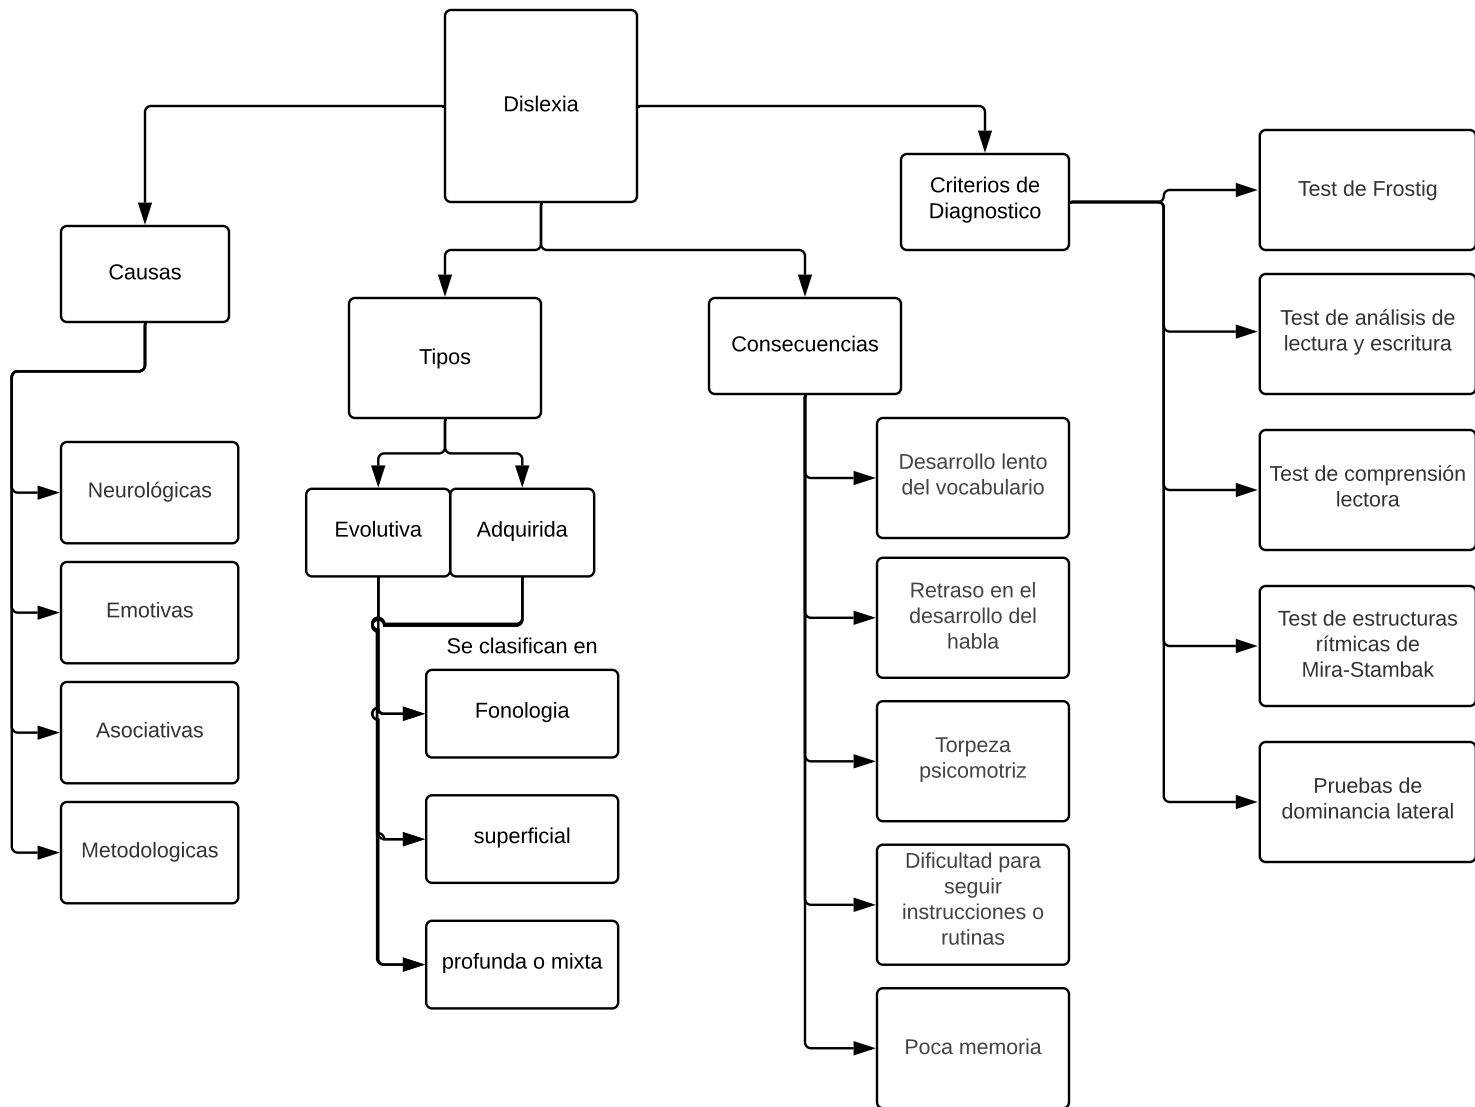 Dislexia
Causas
Neurológicas
Emotivas
Asociativas
Metodologicas
Tipos
Evolutiva
Adquirida
Se clasifican en
Fonologia
superficial
profunda o mixta
Consecuencias
Desarrollo lento
del vocabulario
Retraso en el
desarrollo del
habla
Torpeza
psicomotriz
Dificultad para
seguir
instrucciones o
rutinas
Poca memoria
Criterios de
Diagnostico
Test de Frostig
Test de análisis de
lectura y escritura
Test de comprensión
lectora
Test de estructuras
rítmicas de
Mira-Stambak
Pruebas de
dominancia lateral